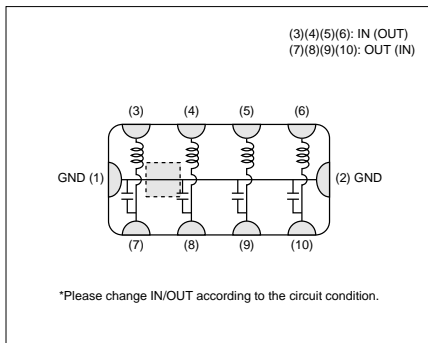 (3)(4)(5)(6): IN (OUT)
(7)(8)(9)(10): OUT (IN)
(3) (4) (5) (6)
GND (1) (2) GND
(7) (8) (9) (10)
*Please change IN/OUT according to the circuit condition.